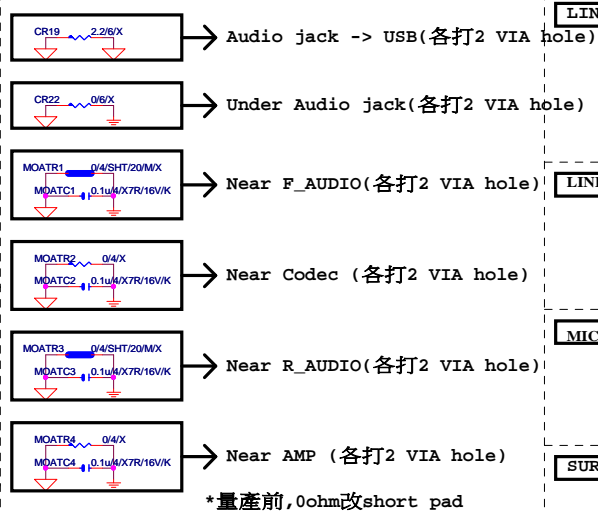 CR19 2.2/6/X
Audio jack -> USB(各打2 VIA hole)
CR22 0/6/X
Under Audio jack(各打2 VIA hole)
MOATR1 0/4/SHT/20/M/X
MOATC1 0.1u/4/X7R/16V/K
Near F_AUDIO(各打2 VIA hole)
MOATR2 0/4/X
MOATC2 0.1u/4/X7R/16V/K
Near Codec (各打2 VIA hole)
MOATR3 0/4/SHT/20/M/X
MOATC3 0.1u/4/X7R/16V/K
Near R_AUDIO(各打2 VIA hole)
MOATR4 0/4/X
MOATC4 0.1u/4/X7R/16V/K
Near AMP (各打2 VIA hole)
*量產前,0ohm改short pad
LIN
LIN
MIC
SUR